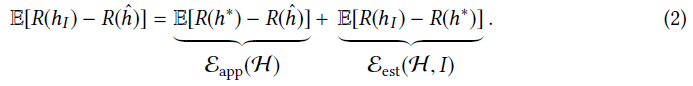 𝔼[R(h_I) − R(ĥ)] = 𝔼[R(h*) − R(ĥ)] + 𝔼[R(h_I) − R(h*)] . (2)
ℰ_app(ℋ) ℰ_est(ℋ, I)